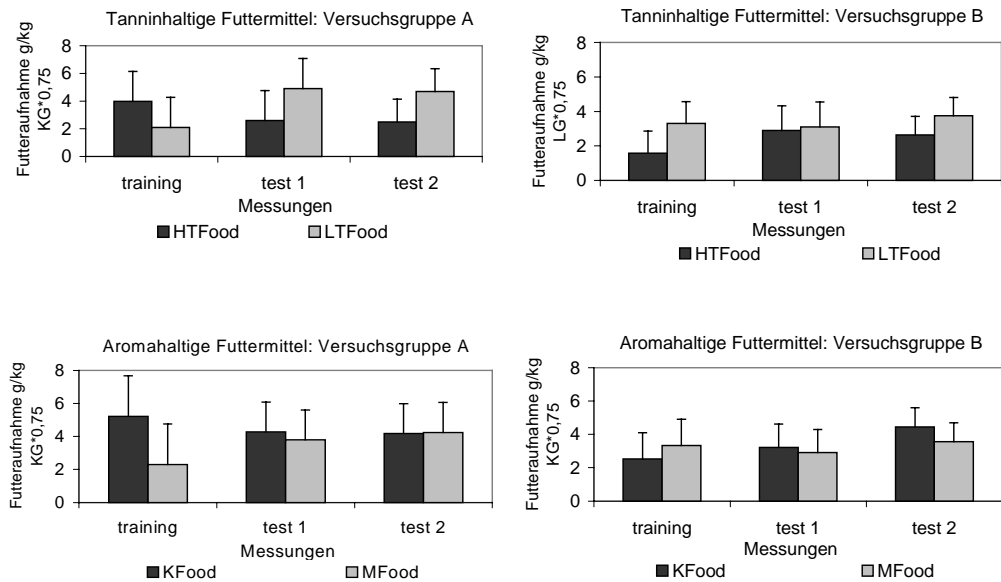 Tanninhaltige Futtermittel: Versuchsgruppe A
Futteraufnahme g/kg
KG*0,75
8
6
4
2
0
training test 1 test 2
Messungen
HTFood LTFood
Tanninhaltige Futtermittel: Versuchsgruppe B
Futteraufnahme g/kg
LG*0,75
8
6
4
2
0
training test 1 test 2
Messungen
HTFood LTFood
Aromahaltige Futtermittel: Versuchsgruppe A
Futteraufnahme g/kg
KG*0,75
8
6
4
2
0
training test 1 test 2
Messungen
KFood MFood
Aromahaltige Futtermittel: Versuchsgruppe B
Futteraufnahme g/kg
KG*0,75
8
6
4
2
0
training test 1 test 2
Messungen
KFood MFood